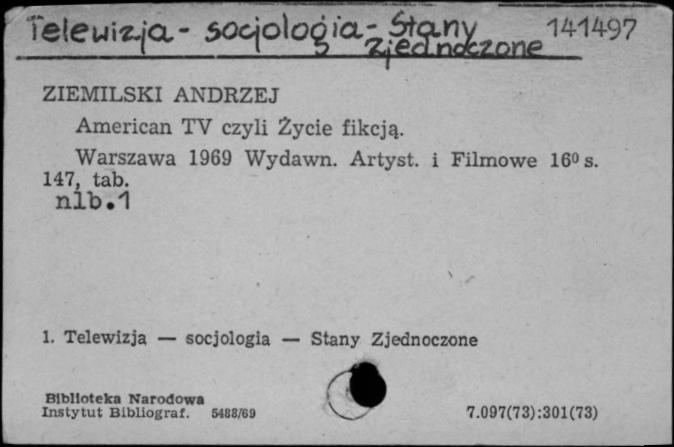 Telewizja - socjologia - Stany 141497
Zjednoczone
ZIEMILSKI ANDRZEJ
American TV czyli Życie fikcją.
Warszawa 1969 Wydawn. Artyst. i Filmowe 16⁰ s.
147, tab.
nlb.1
1. Telewizja — socjologia — Stany Zjednoczone
Biblioteka Narodowa
Instytut Bibliograf. 5488/69 7.097(73):301(73)